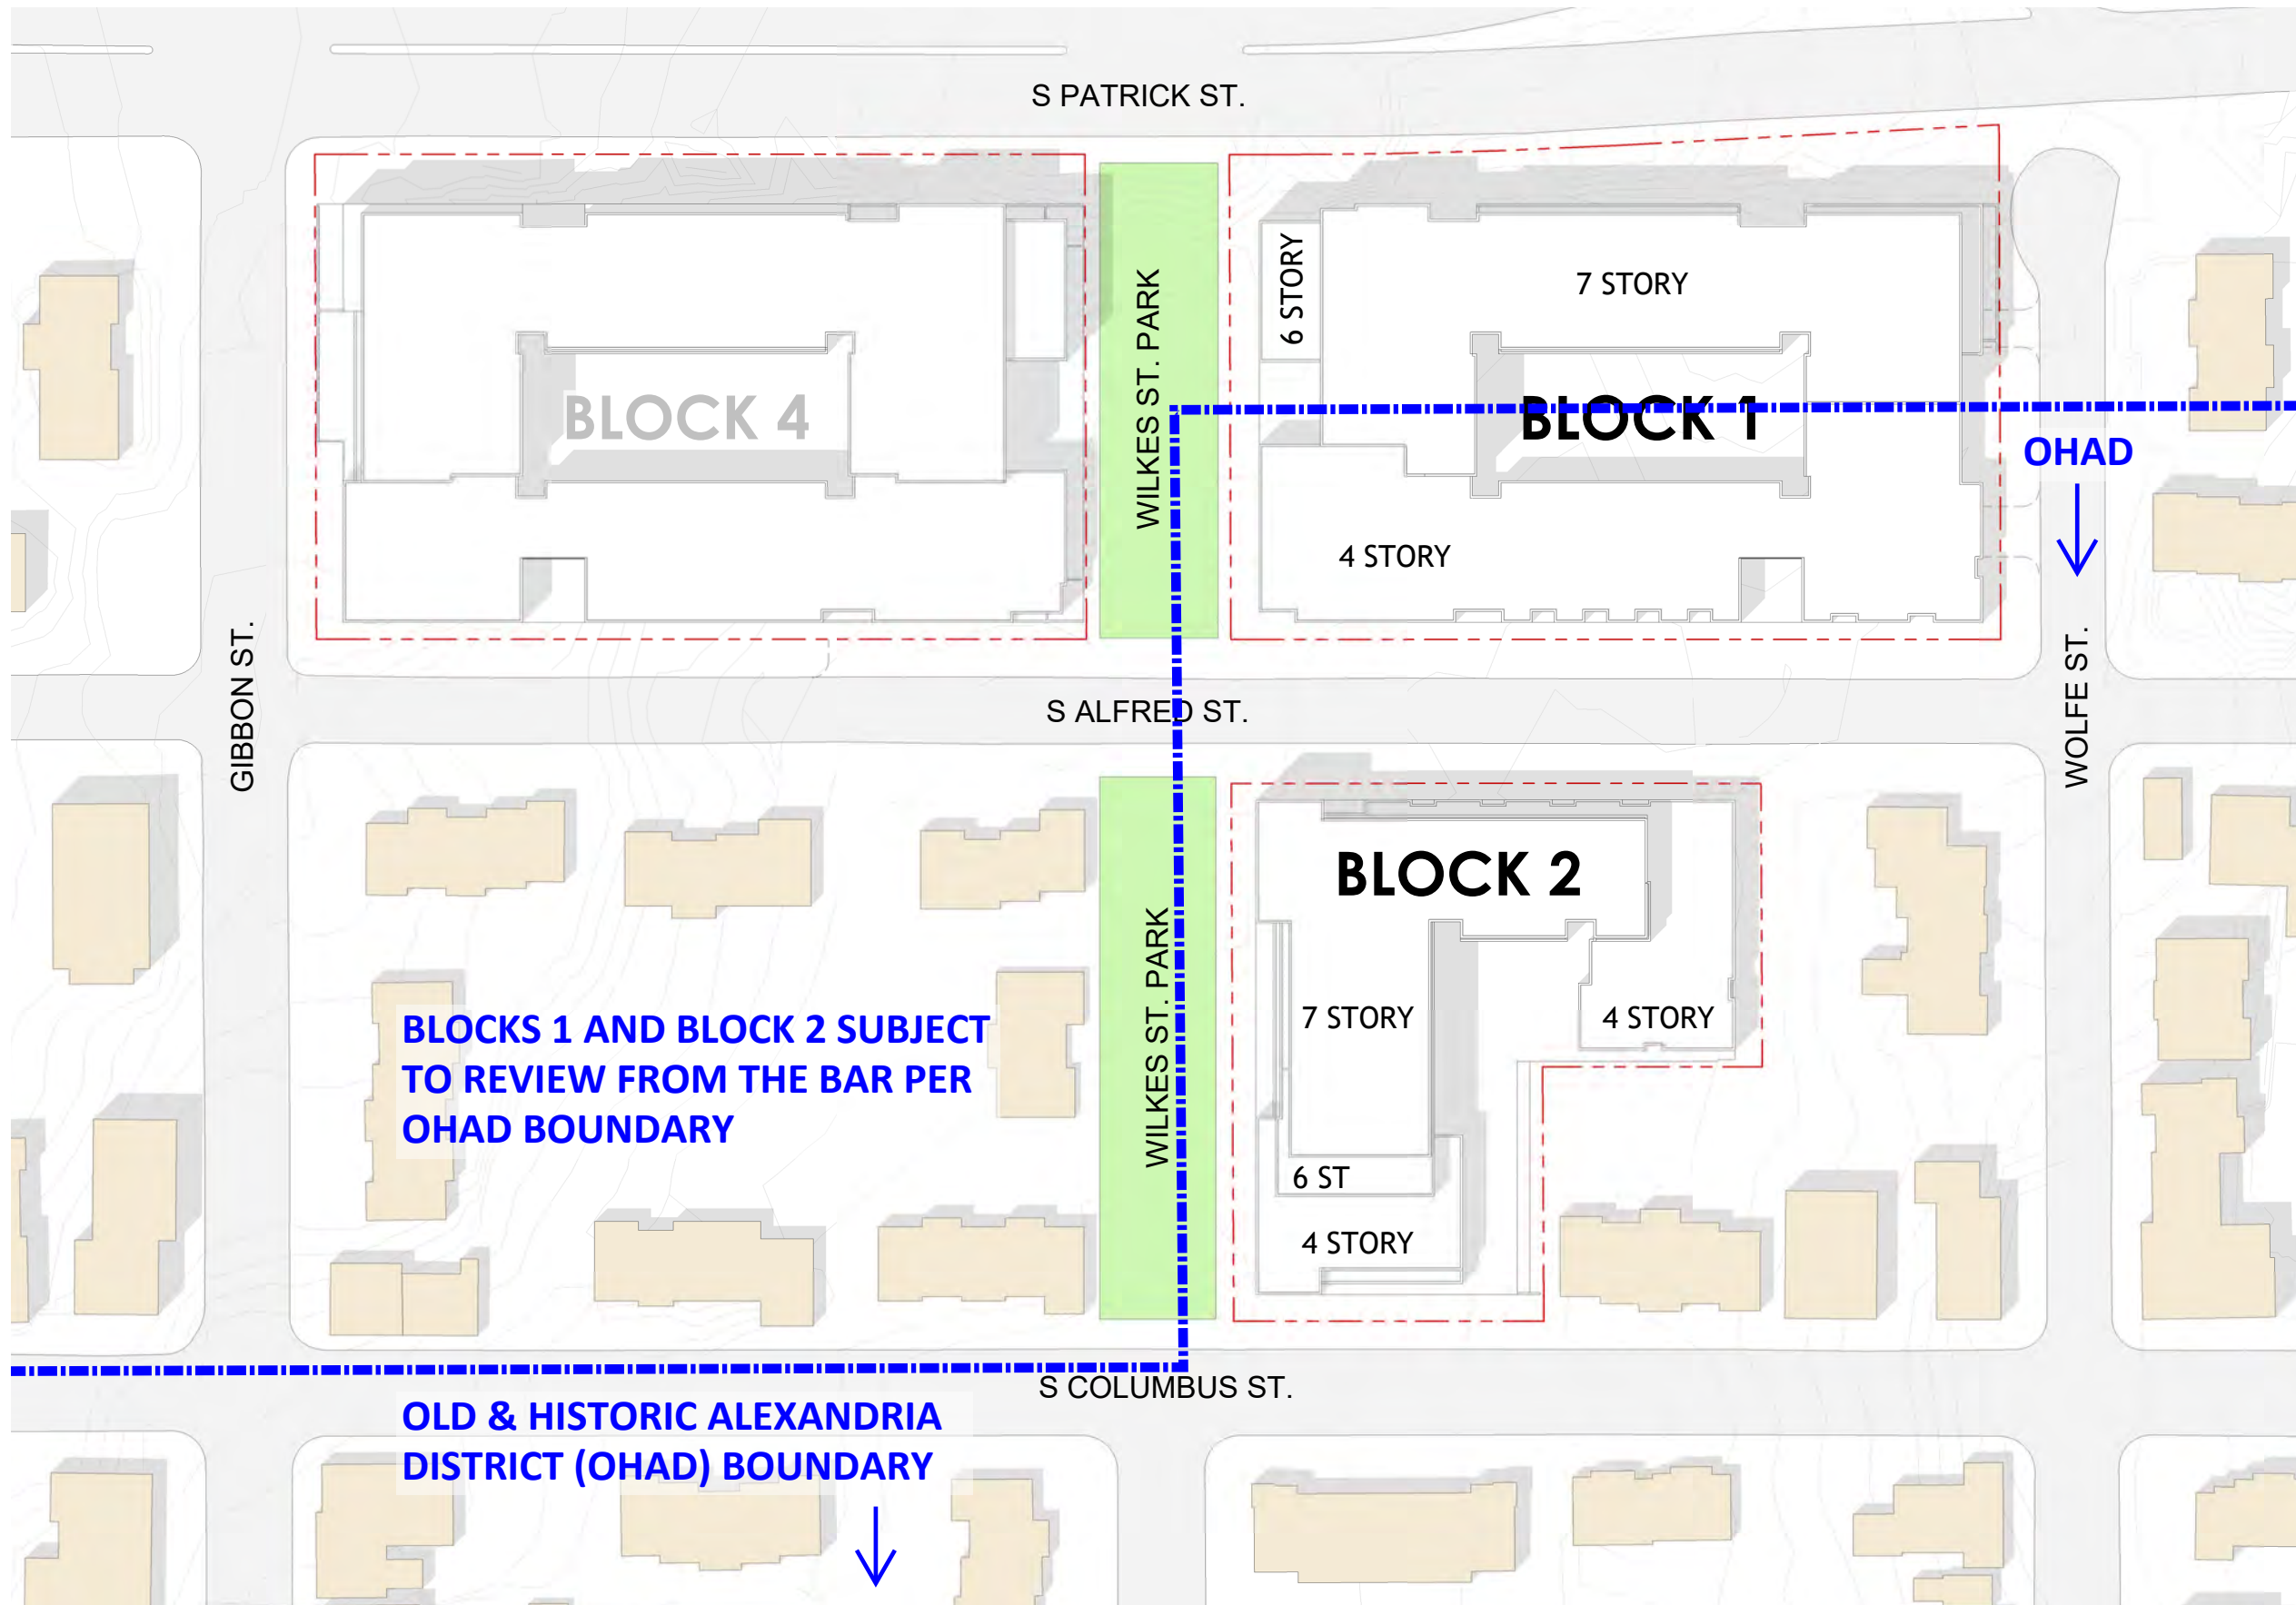 S PATRICK ST.
6 STORY
7 STORY
WILKES ST. PARK
BLOCK 4
BLOCK 1
OHAD
4 STORY
GIBBON ST.
WOLFE ST.
S ALFRED ST.
BLOCK 2
WILKES ST. PARK
7 STORY
4 STORY
BLOCKS 1 AND BLOCK 2 SUBJECT
TO REVIEW FROM THE BAR PER
OHAD BOUNDARY
6 ST
4 STORY
S COLUMBUS ST.
OLD & HISTORIC ALEXANDRIA
DISTRICT (OHAD) BOUNDARY